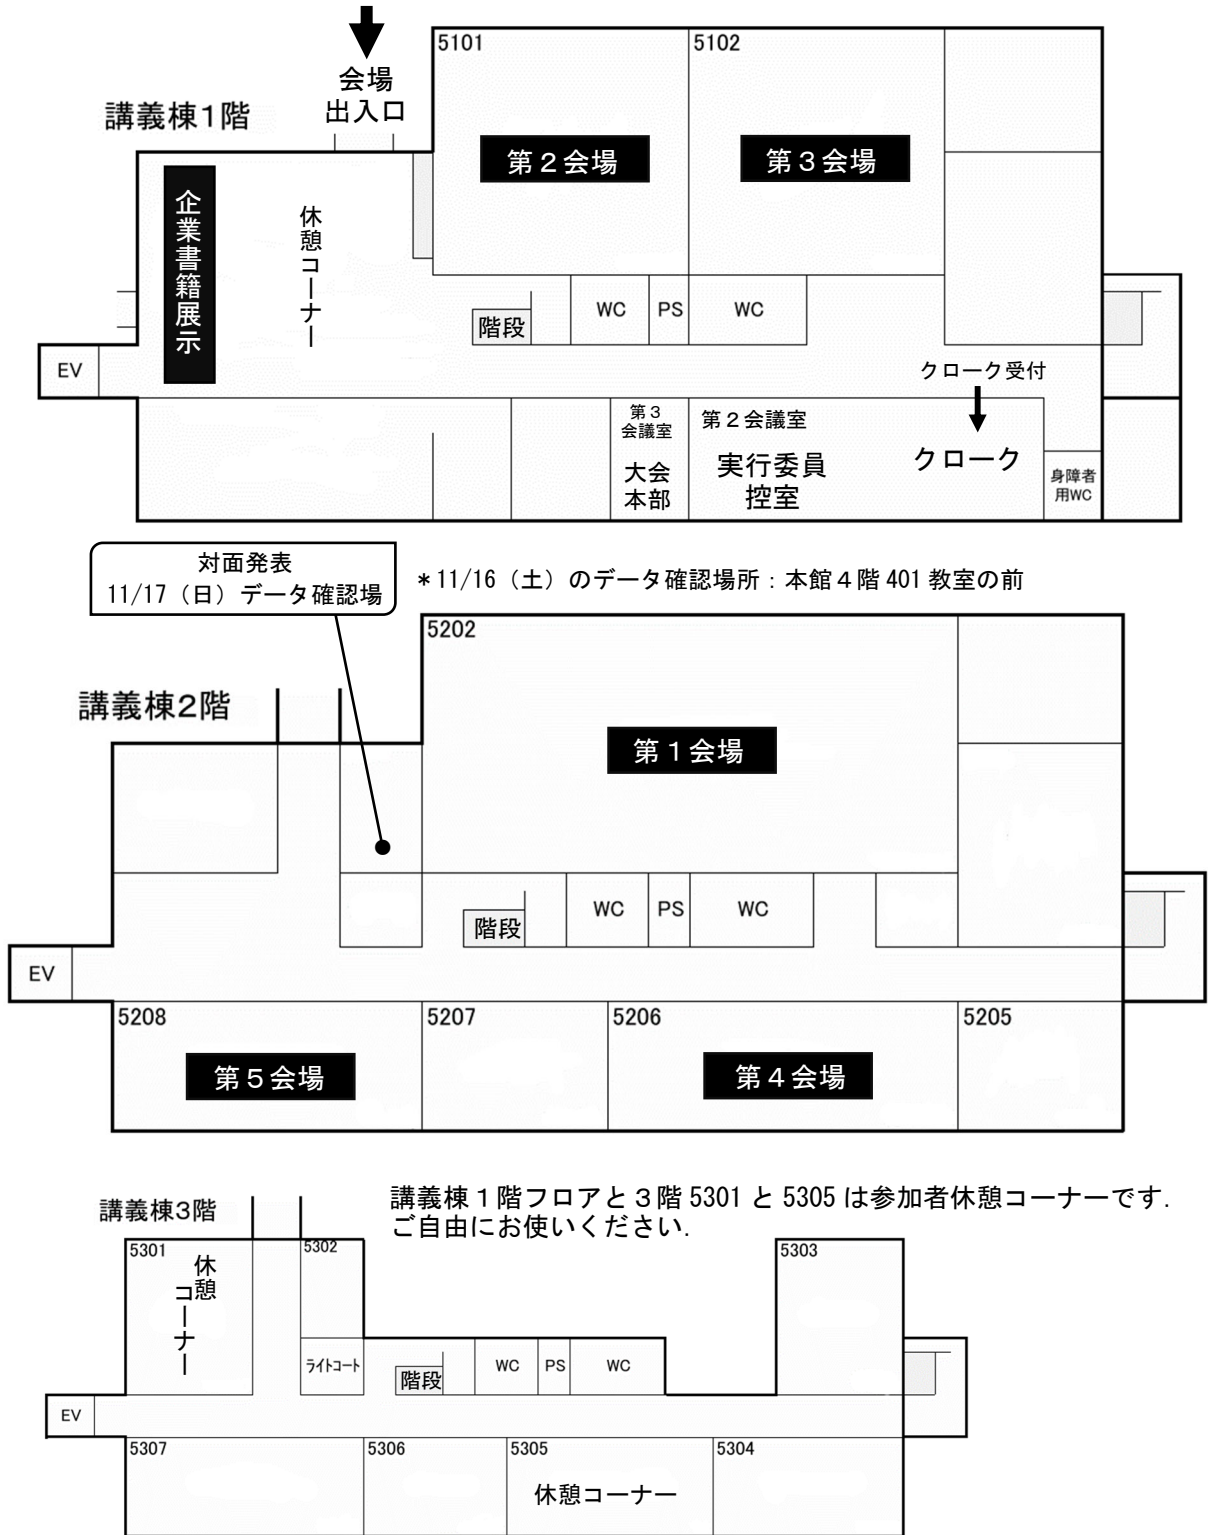 会場
出入口
講義棟1階
5101
5102
第２会場
第３会場
企業書籍展示
休憩コーナー
階段
WC
PS
WC
EV
クローク受付
第３
会議室
大会
本部
第２会議室
実行委員
控室
クローク
身障者
用WC
対面発表
11/17（日）データ確認場
＊11/16（土）のデータ確認場所：本館４階 401 教室の前
講義棟2階
5202
第１会場
階段
WC
PS
WC
EV
5208
5207
5206
5205
第５会場
第４会場
講義棟3階
講義棟１階フロアと３階 5301 と 5305 は参加者休憩コーナーです．
ご自由にお使いください．
5301
休憩
コーナー
5302
5303
ライトコート
階段
WC
PS
WC
EV
5307
5306
5305
5304
休憩コーナー